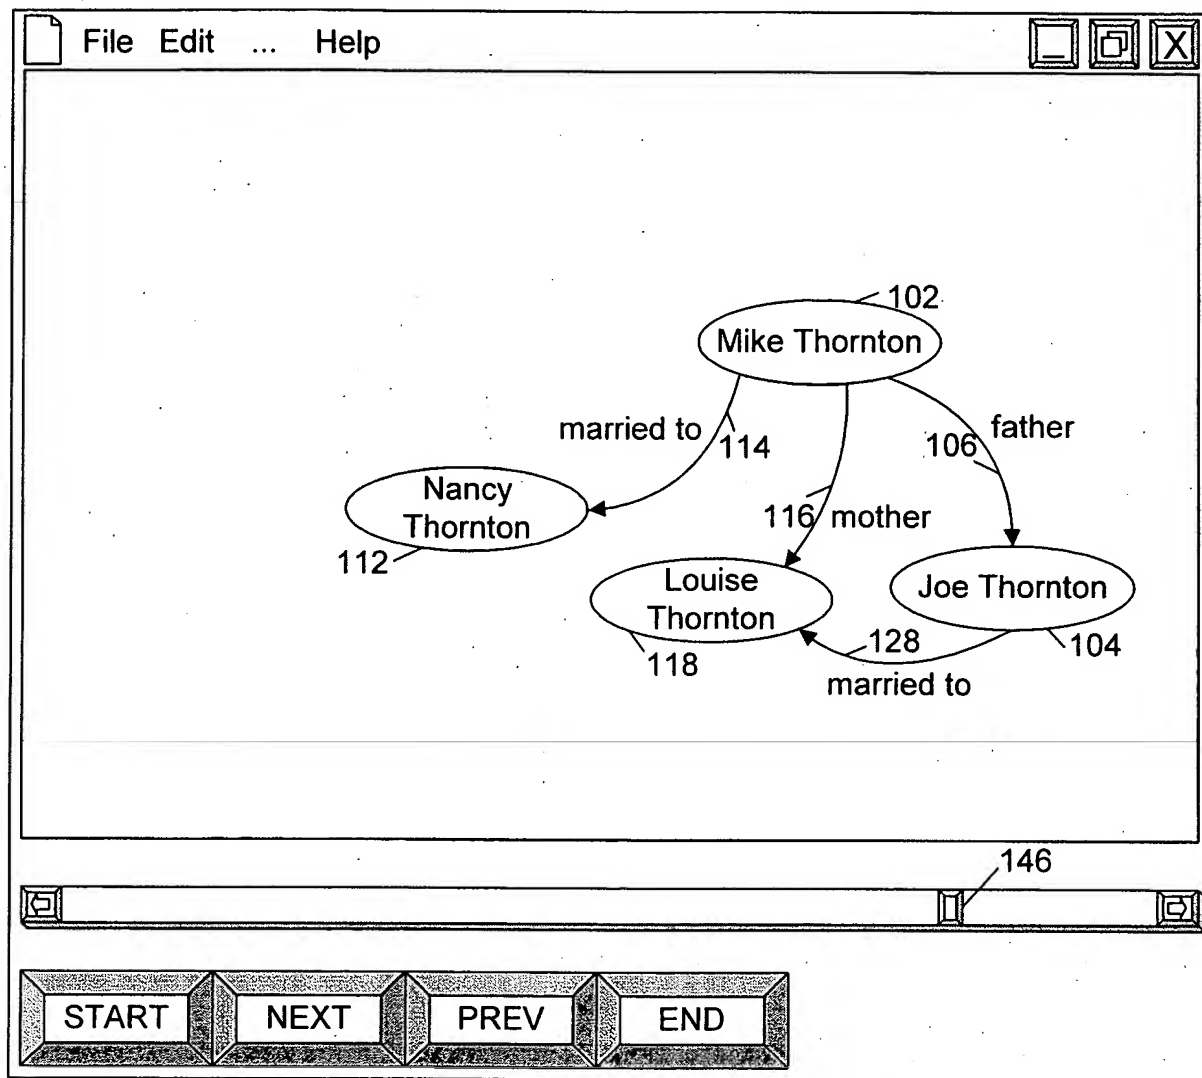 File Edit ... Help
_ X
102
Mike Thornton
married to
114
father
106
Nancy
Thornton
116 mother
112
Louise
Thornton
Joe Thornton
128
104
118
married to
146
START NEXT PREV END